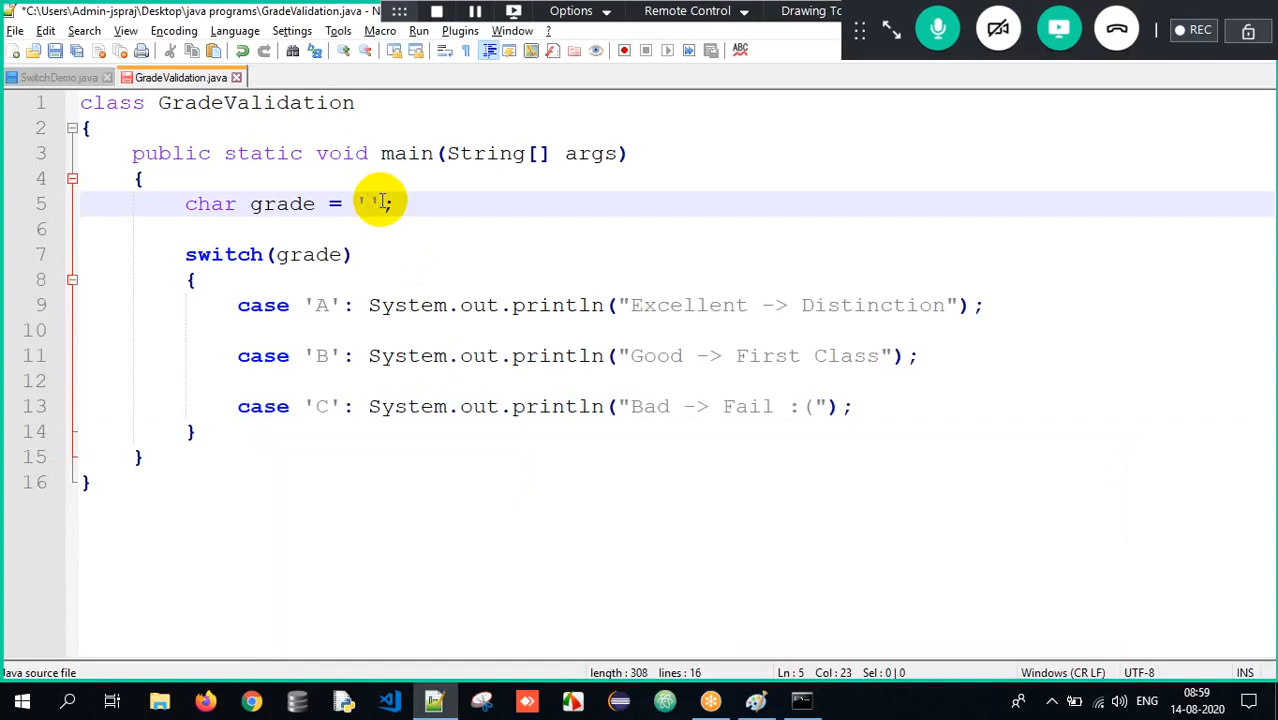 *C:\Users\Admin-jspraj\Desktop\java programs\GradeValidation.java - N
Options
Remote Control
Drawing To
REC
File Edit Search View Encoding Language Settings Tools Macro Run Plugins Window ?
ABC
SwitchDemo.java
GradeValidation.java
1 class GradeValidation
2 {
3 public static void main(String[] args)
4 {
5 char grade = '';
6
7 switch(grade)
8 {
9 case 'A': System.out.println("Excellent -> Distinction");
10
11 case 'B': System.out.println("Good -> First Class");
12
13 case 'C': System.out.println("Bad -> Fail :(");
14 }
15 }
16 }
Java source file
length : 308 lines : 16
Ln : 5 Col : 23 Sel : 0 | 0
Windows (CR LF)
UTF-8
INS
ENG
08:59
14-08-2020